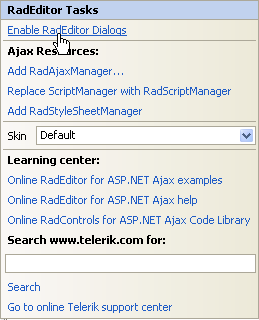 RadEditor Tasks
Enable RadEditor Dialogs
Ajax Resources:
Add RadAjaxManager...
Replace ScriptManager with RadScriptManager
Add RadStyleSheetManager
Skin Default
Learning center:
Online RadEditor for ASP.NET Ajax examples
Online RadEditor for ASP.NET Ajax help
Online RadControls for ASP.NET Ajax Code Library
Search www.telerik.com for:
Search
Go to online Telerik support center